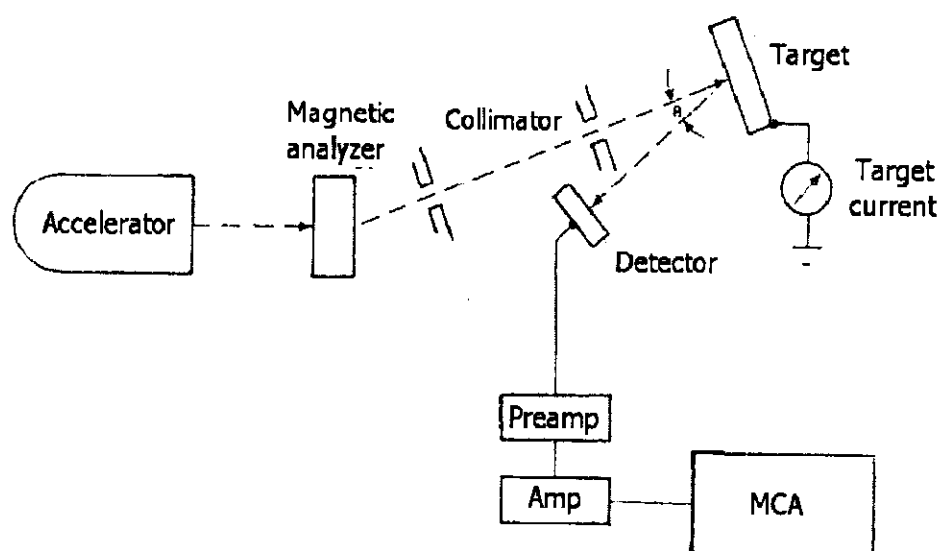 Target
Magnetic
analyzer
Collimator
Accelerator
Target
current
Detector
Preamp
Amp
MCA